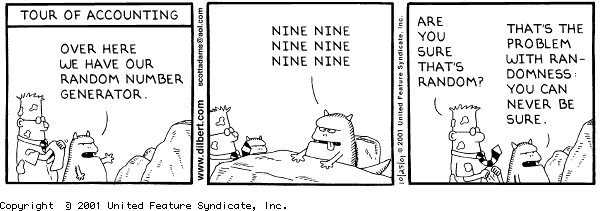 TOUR OF ACCOUNTING
OVER HERE
WE HAVE OUR
RANDOM NUMBER
GENERATOR.
www.dilbert.com
scottadams@aol.com
NINE NINE
NINE NINE
NINE NINE
10/25/01 © 2001 United Feature Syndicate, Inc.
ARE
YOU
SURE
THAT'S
RANDOM?
THAT'S THE
PROBLEM
WITH RAN-
DOMNESS:
YOU CAN
NEVER BE
SURE.
Copyright © 2001 United Feature Syndicate, Inc.